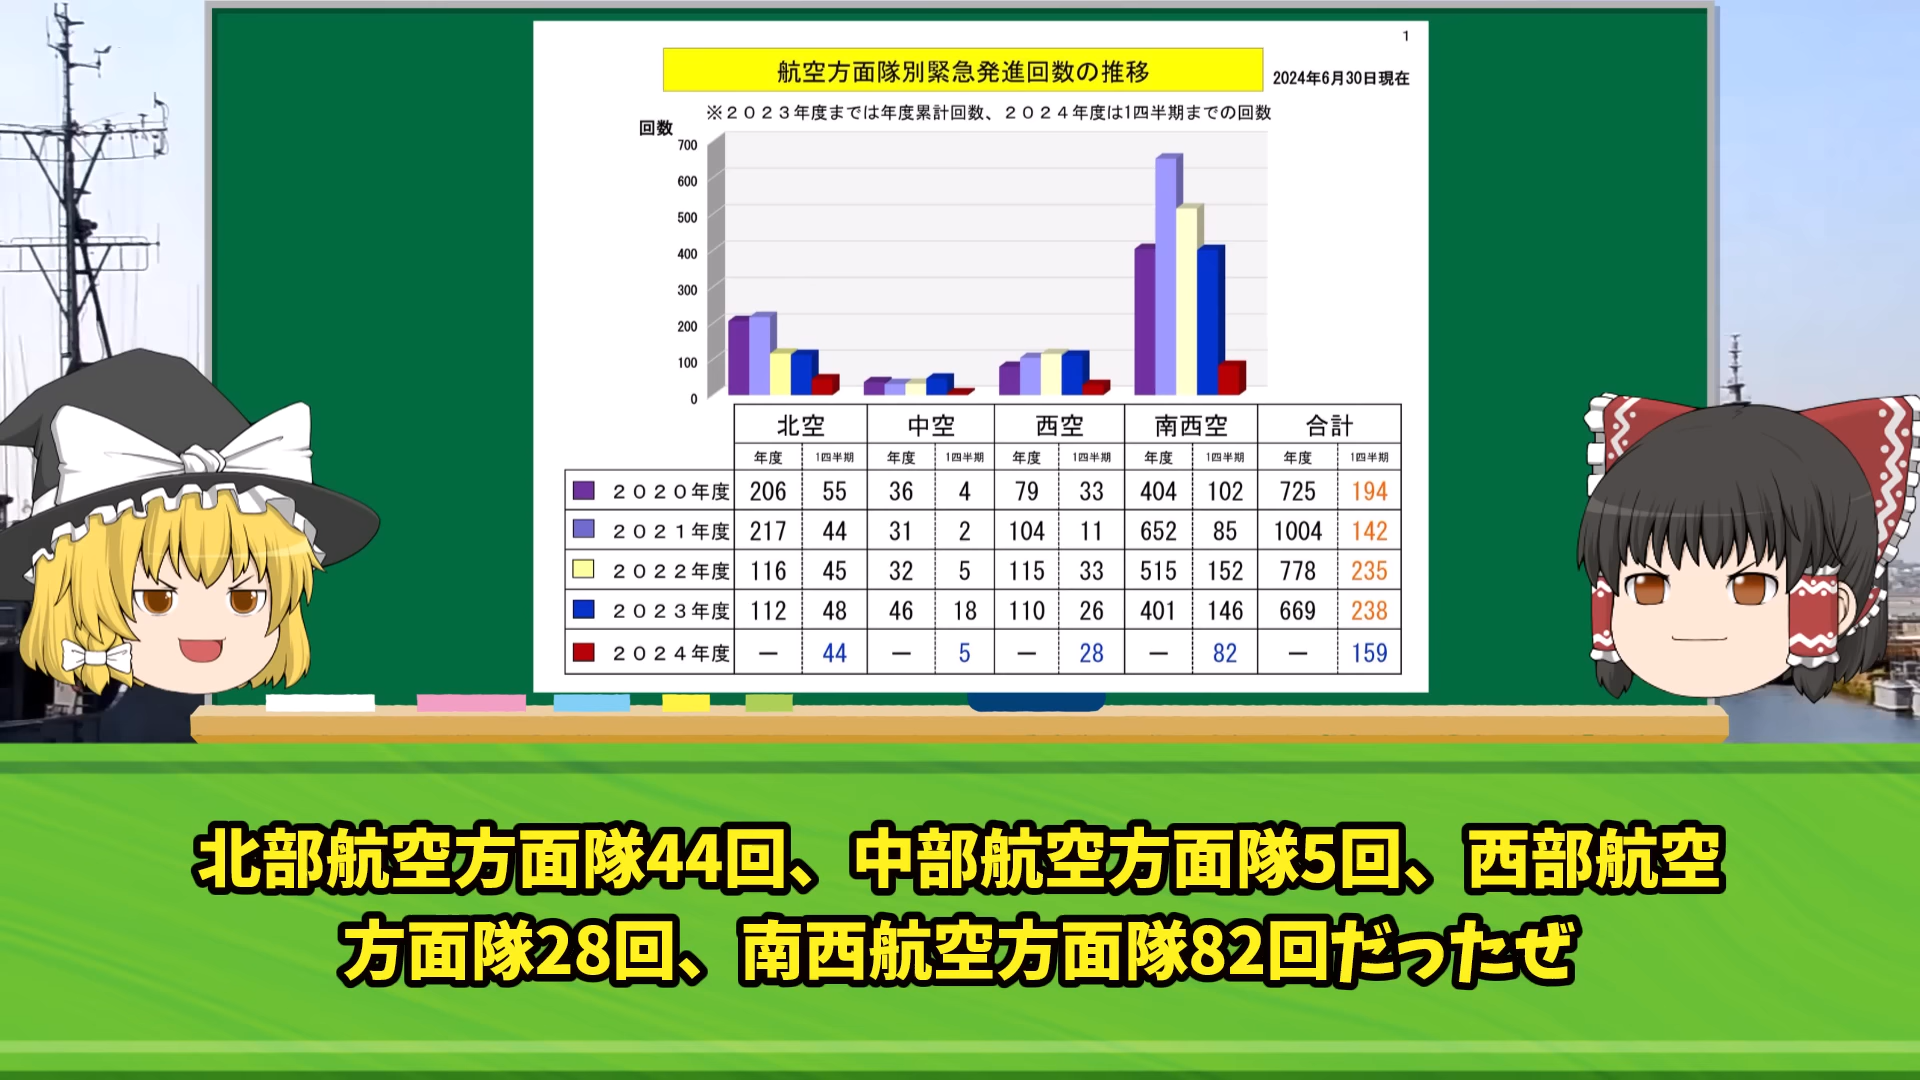 1
航空方面隊別緊急発進回数の推移
2024年6月30日現在
※２０２３年度までは年度累計回数、２０２４年度は1四半期までの回数
回数
700
600
500
400
300
200
100
0
北空 中空 西空 南西空 合計
年度 1四半期 年度 1四半期 年度 1四半期 年度 1四半期 年度 1四半期
２０２０年度 206 55 36 4 79 33 404 102 725 194
２０２１年度 217 44 31 2 104 11 652 85 1004 142
２０２２年度 116 45 32 5 115 33 515 152 778 235
２０２３年度 112 48 46 18 110 26 401 146 669 238
２０２４年度 － 44 － 5 － 28 － 82 － 159
北部航空方面隊44回、中部航空方面隊5回、西部航空
方面隊28回、南西航空方面隊82回だったぜ